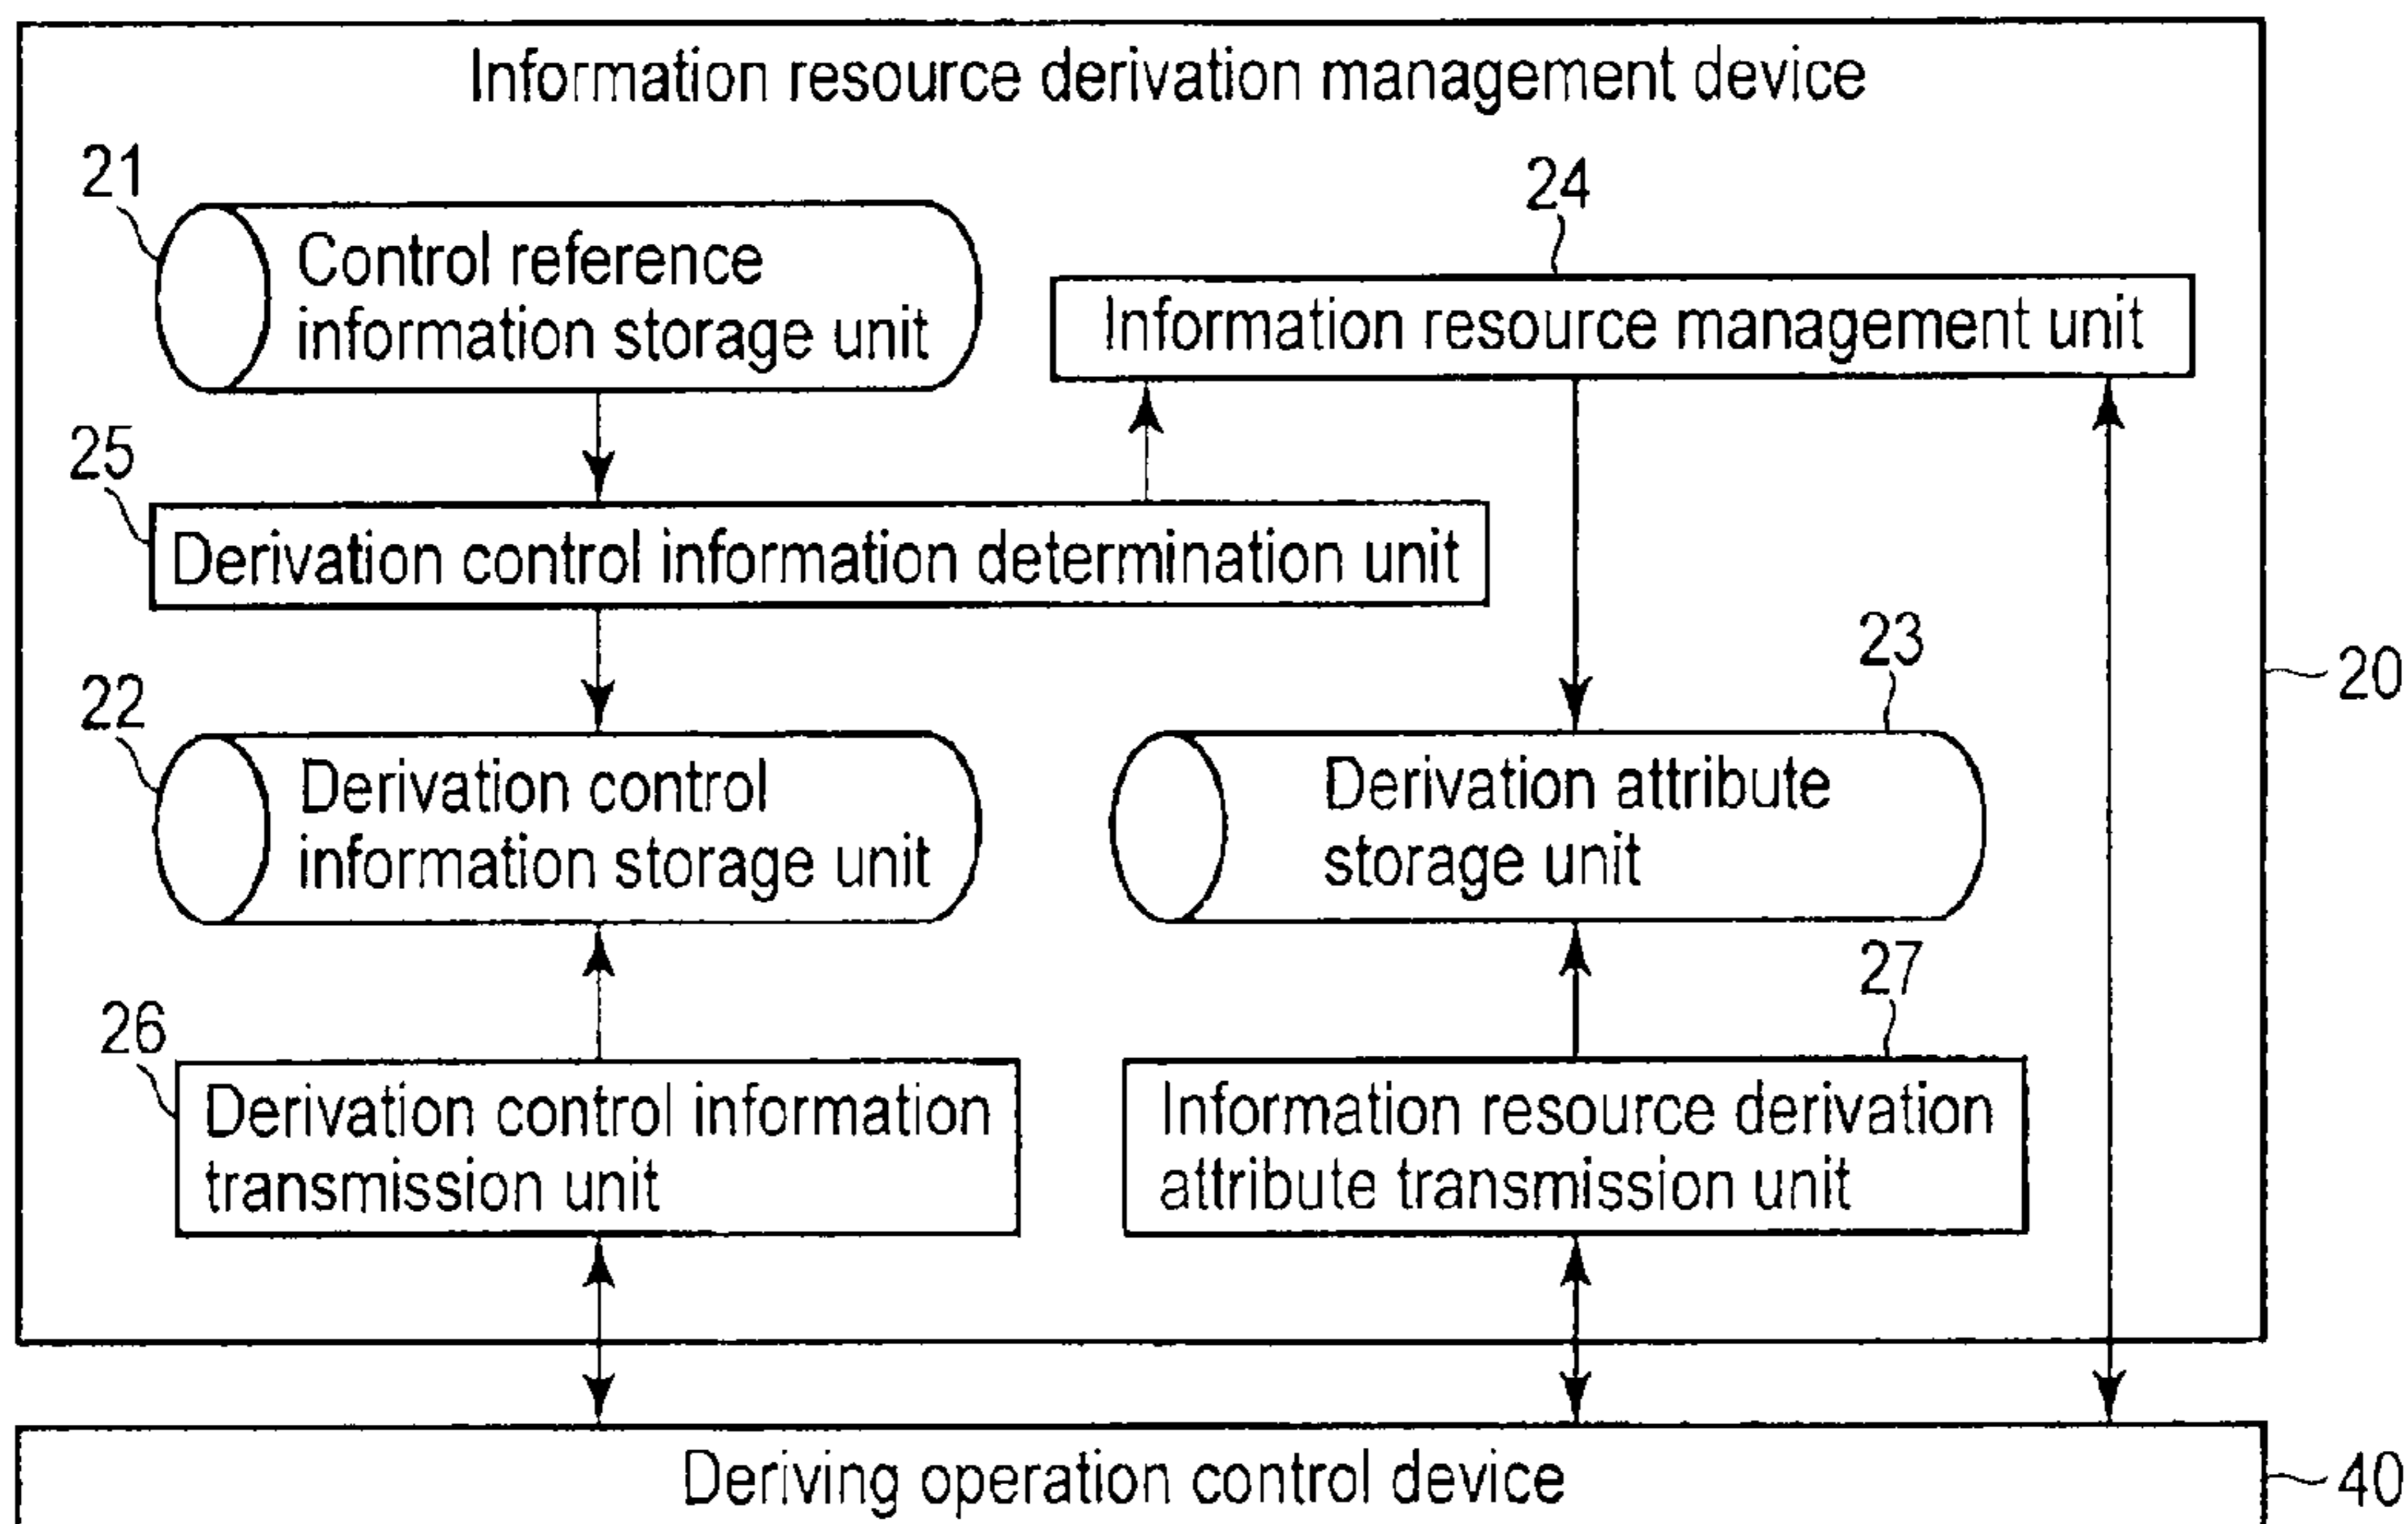 Information resource derivation management device
21
Control reference
information storage unit
24
Information resource management unit
25
Derivation control information determination unit
23
20
22
Derivation control
information storage unit
Derivation attribute
storage unit
27
26
Derivation control information
transmission unit
Information resource derivation
attribute transmission unit
Deriving operation control device
40